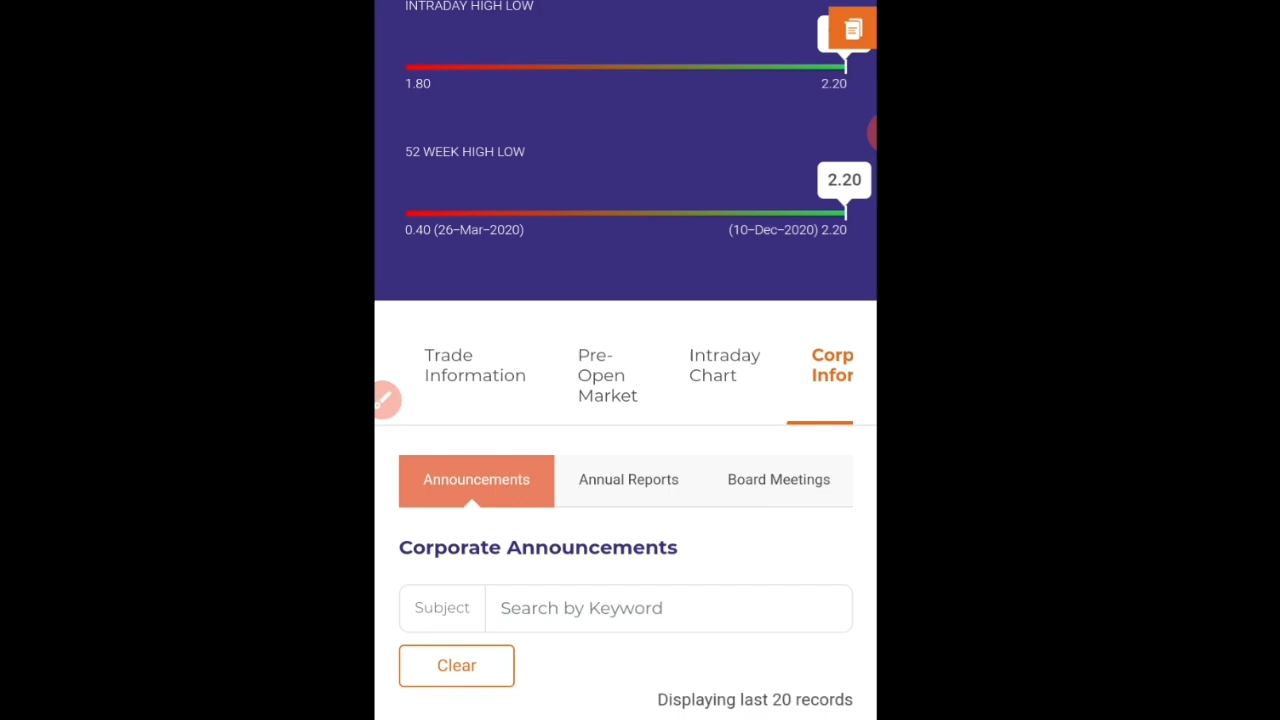 INTRADAY HIGH LOW
1.80 2.20
52 WEEK HIGH LOW
2.20
0.40 (26-Mar-2020) (10-Dec-2020) 2.20
Trade Information
Pre-Open Market
Intraday Chart
Corp
Infor
Announcements Annual Reports Board Meetings
Corporate Announcements
Subject Search by Keyword
Clear
Displaying last 20 records